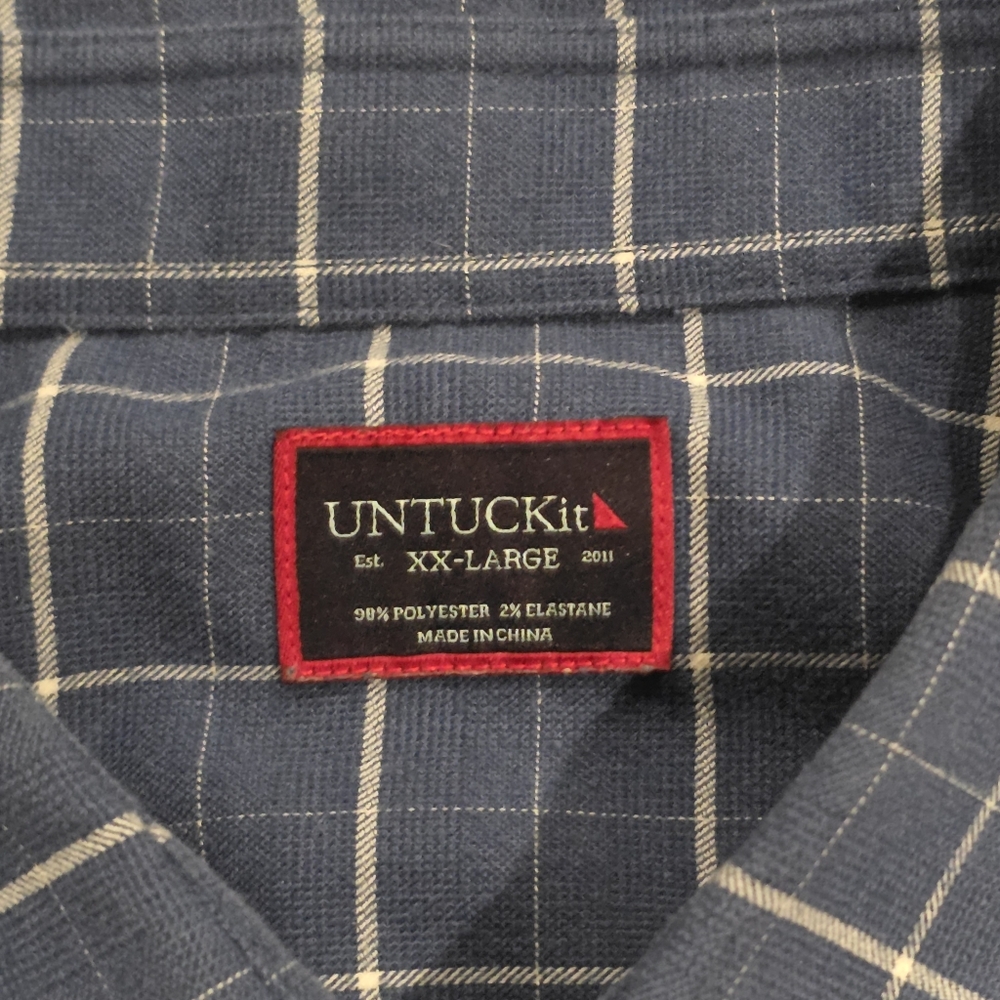 UNTUCKit
Est. XX-LARGE 2011
98% POLYESTER 2% ELASTANE
MADE IN CHINA